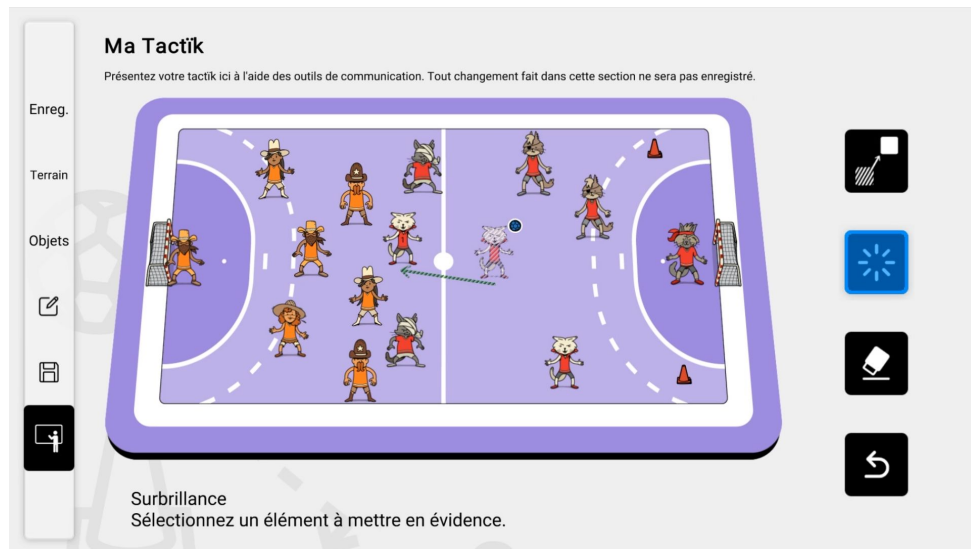 Ma Tactïk
Présentez votre tactïk ici à l'aide des outils de communication. Tout changement fait dans cette section ne sera pas enregistré.
Enreg.
Terrain
Objets
Surbrillance
Sélectionnez un élément à mettre en évidence.